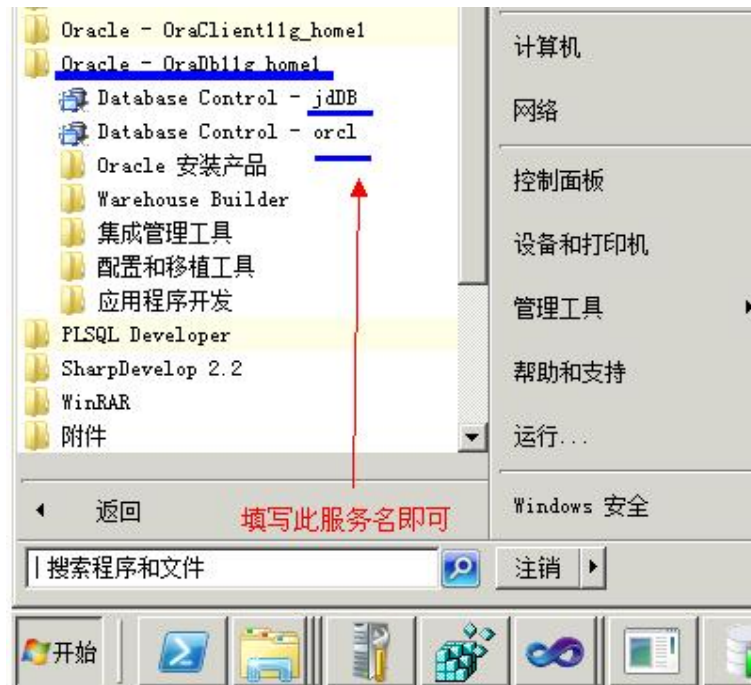 Oracle - OraClient11g_home1
Oracle - OraDb11g_home1
Database Control - jdDB
Database Control - orcl
Oracle 安装产品
Warehouse Builder
集成管理工具
配置和移植工具
应用程序开发
PLSQL Developer
SharpDevelop 2.2
WinRAR
附件
返回
填写此服务名即可
搜索程序和文件
计算机
网络
控制面板
设备和打印机
管理工具
帮助和支持
运行...
Windows 安全
注销
开始